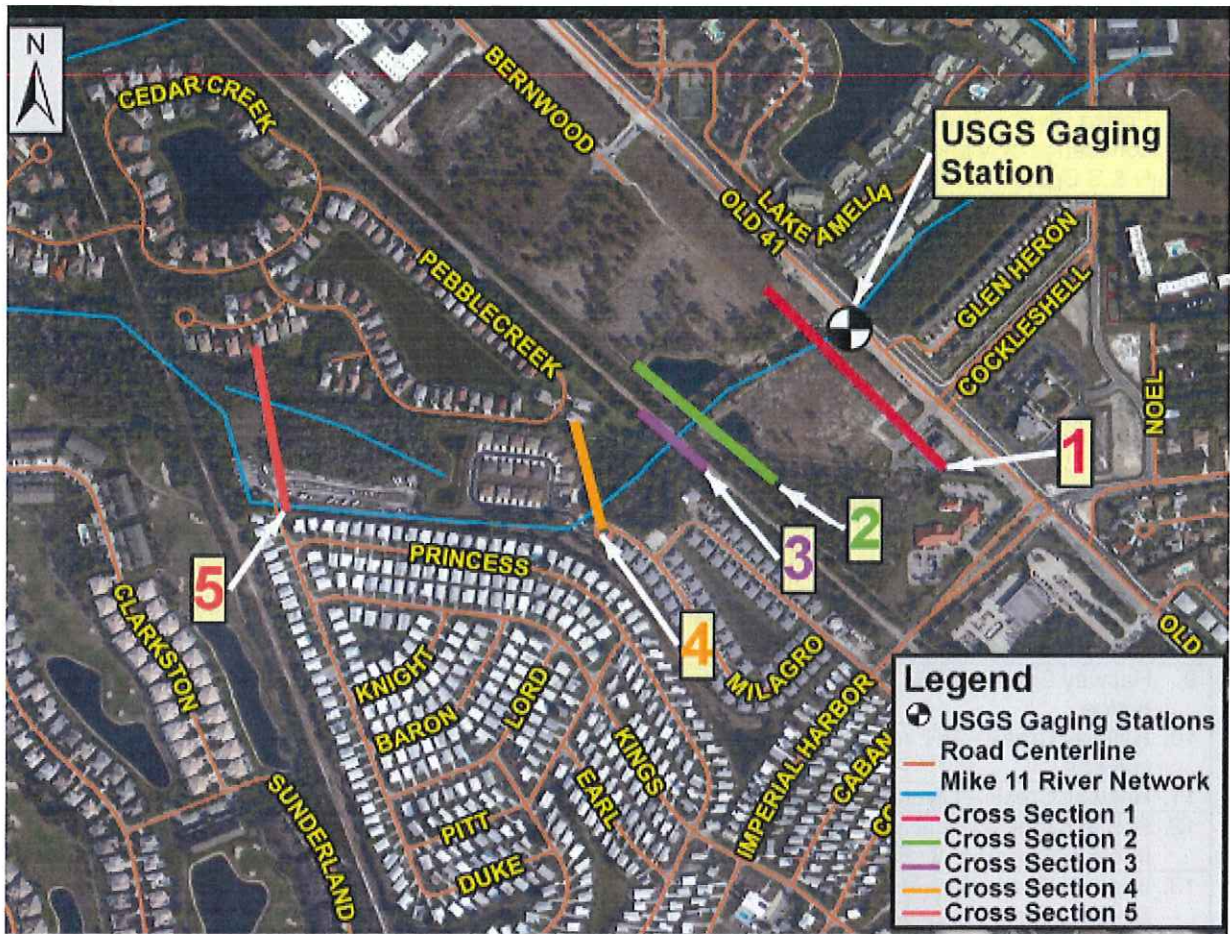 N
CEDAR CREEK
BERNWOOD
USGS Gaging
Station
LAKE AMELIA
OLD 41
PEBBLECREEK
GLEN HERON
COCKLESHELL
NOEL
1
2
3
4
5
PRINCESS
CLARKSTON
KNIGHT
BARON
LORD
MILAGRO
OLD
KINGS
EARL
IMPERIAL HARBOR
CABAN
CO
PITT
DUKE
SUNDERLAND
Legend
USGS Gaging Stations
Road Centerline
Mike 11 River Network
Cross Section 1
Cross Section 2
Cross Section 3
Cross Section 4
Cross Section 5